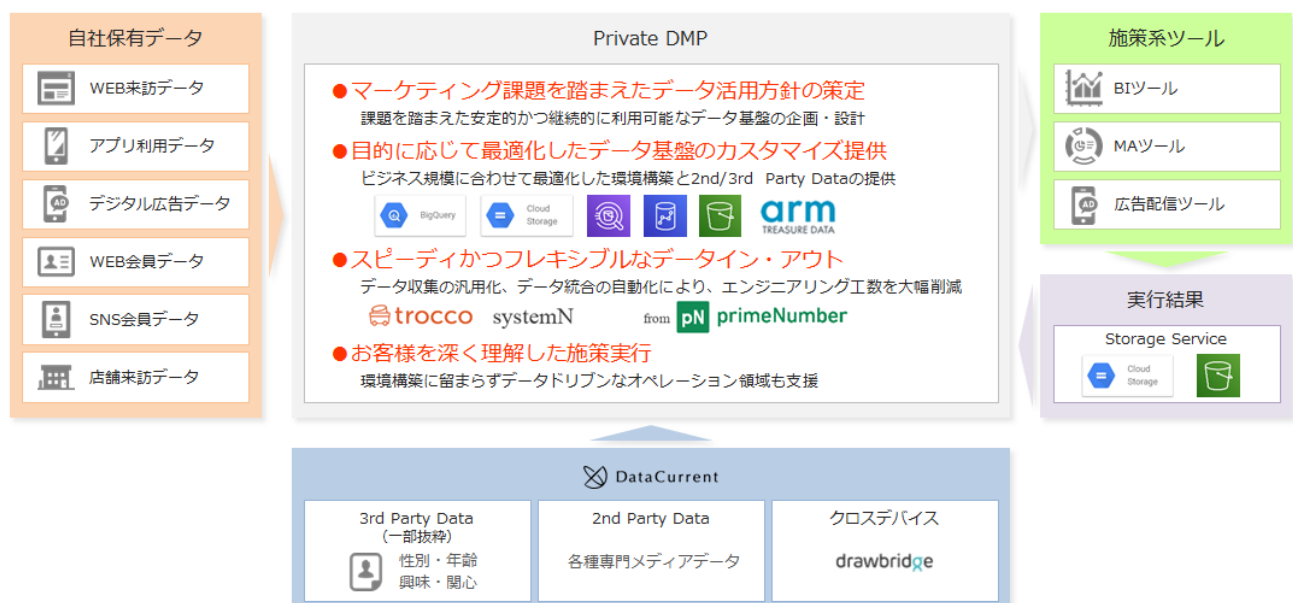 自社保有データ
WEB来訪データ
アプリ利用データ
AD
デジタル広告データ
WEB会員データ
SNS会員データ
店舗来訪データ
Private DMP
●マーケティング課題を踏まえたデータ活用方針の策定
課題を踏まえた安定的かつ継続的に利用可能なデータ基盤の企画・設計
●目的に応じて最適化したデータ基盤のカスタマイズ提供
ビジネス規模に合わせて最適化した環境構築と2nd/3rd Party Dataの提供
BigQuery
Cloud
Storage
arm
TREASURE DATA
●スピーディかつフレキシブルなデータイン・アウト
データ収集の汎用化、データ統合の自動化により、エンジニアリング工数を大幅削減
trocco systemN from pN primeNumber
●お客様を深く理解した施策実行
環境構築に留まらずデータドリブンなオペレーション領域も支援
施策系ツール
BIツール
MAツール
AD
広告配信ツール
実行結果
Storage Service
Cloud
Storage
DataCurrent
3rd Party Data
（一部抜粋）
性別・年齢
興味・関心
2nd Party Data
各種専門メディアデータ
クロスデバイス
drawbridge